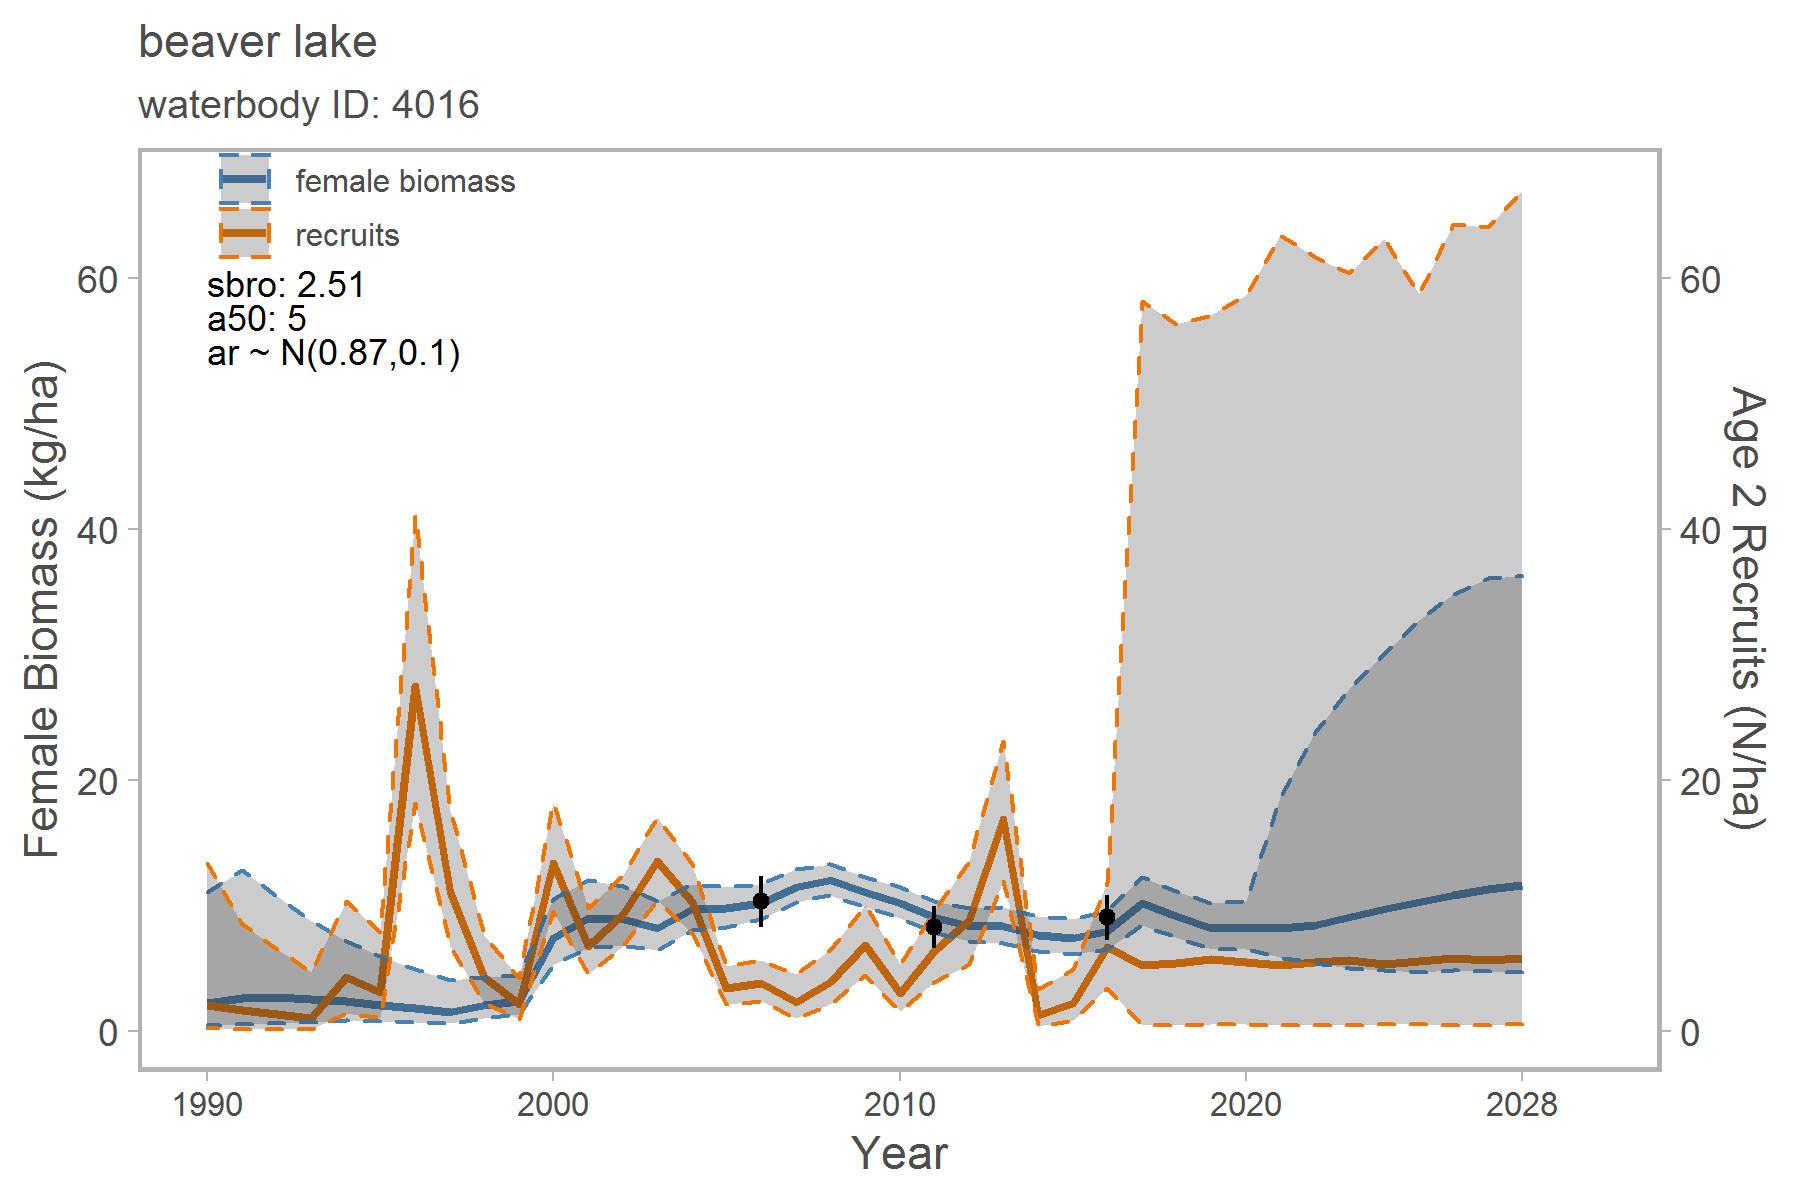 beaver lake
waterbody ID: 4016
female biomass
recruits
sbro: 2.51
a50: 5
ar ~ N(0.87,0.1)
Female Biomass (kg/ha)
60
40
20
0
60
40
20
0
Age 2 Recruits (N/ha)
1990
2000
2010
2020
2028
Year